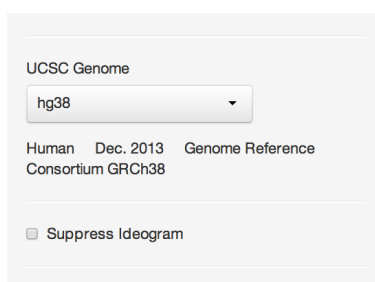 UCSC Genome
hg38
Human Dec. 2013 Genome Reference
Consortium GRCh38
Suppress Ideogram